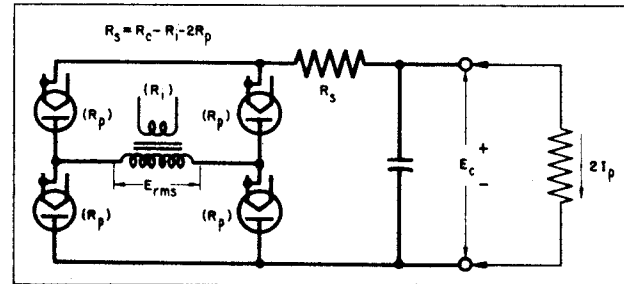 R_s = R_c – R_i – 2R_p
(R_p)
(R_i)
(R_p)
R_s
E_rms
(R_p)
(R_p)
+
E_c
–
2I_p